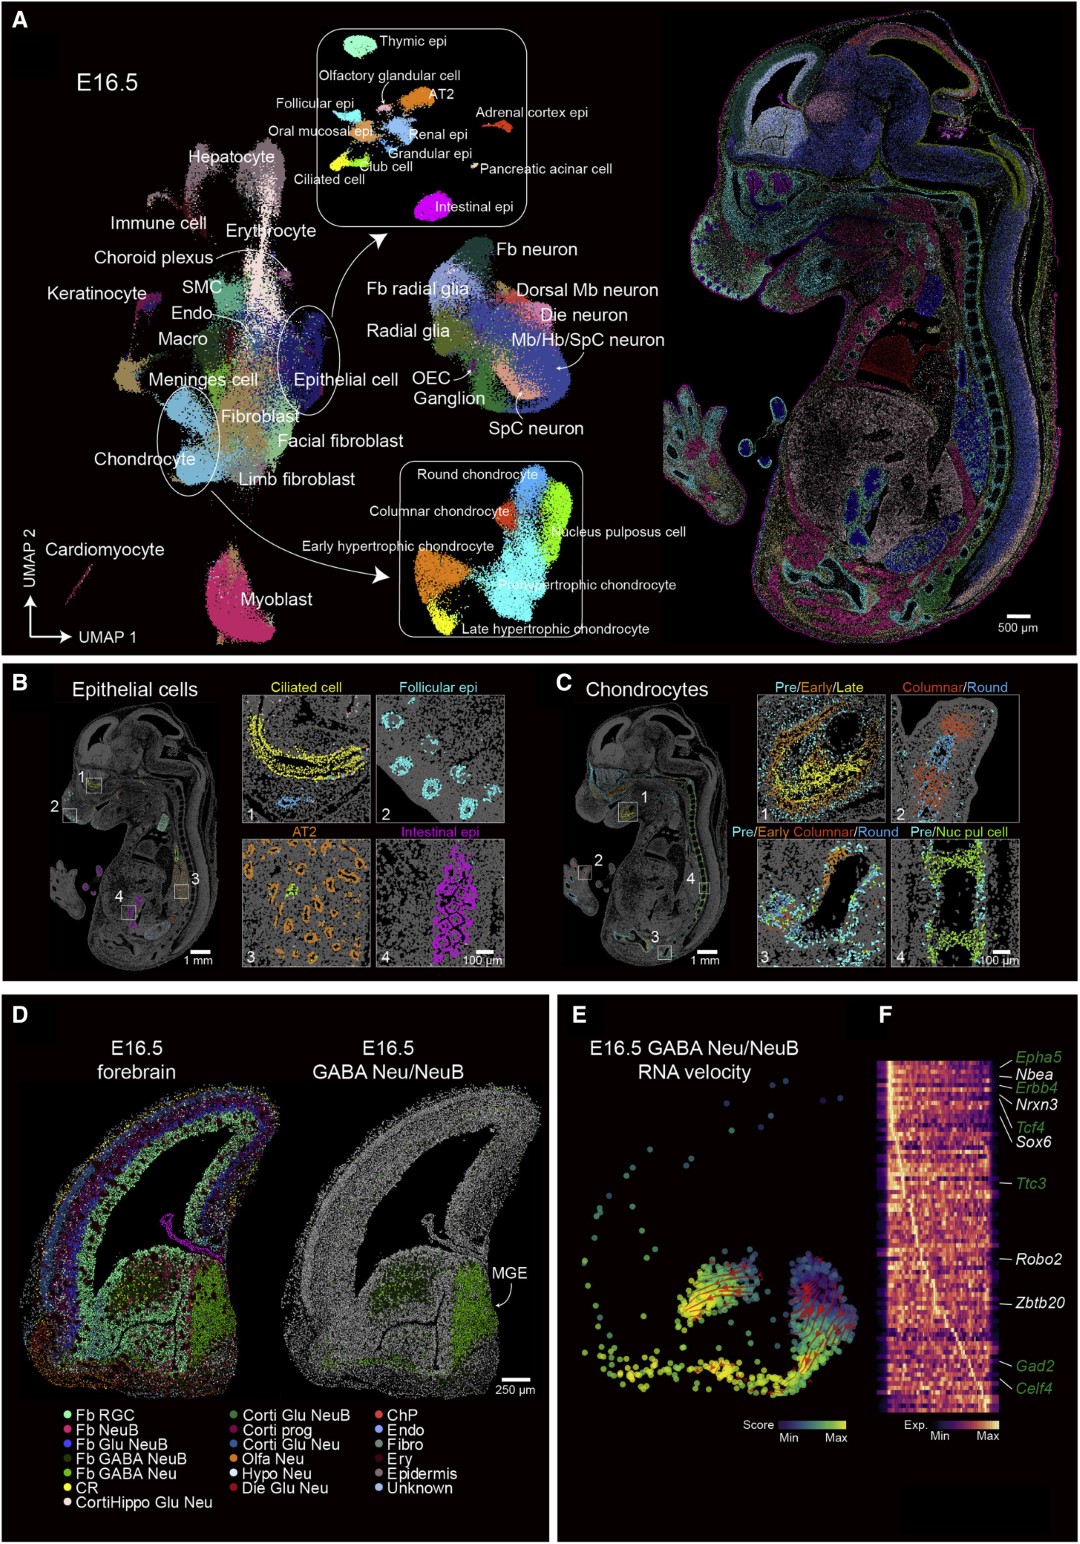 A
E16.5
Thymic epi
Olfactory glandular cell
AT2
Follicular epi
Adrenal cortex epi
Oral mucosal epi
Renal epi
Grandular epi
Club cell
Pancreatic acinar cell
Ciliated cell
Intestinal epi
Hepatocyte
Immune cell
Erythrocyte
Choroid plexus
Keratinocyte
SMC
Endo
Macro
Meninges cell
Epithelial cell
Fibroblast
Facial fibroblast
Chondrocyte
Limb fibroblast
Fb neuron
Fb radial glia
Dorsal Mb neuron
Die neuron
Radial glia
Mb/Hb/SpC neuron
OEC
Ganglion
SpC neuron
Round chondrocyte
Columnar chondrocyte
Nucleus pulposus cell
Early hypertrophic chondrocyte
Prehypertrophic chondrocyte
Late hypertrophic chondrocyte
Cardiomyocyte
Myoblast
UMAP 2
UMAP 1
500 μm
B
Epithelial cells
1
2
3
4
1 mm
Ciliated cell
1
Follicular epi
2
AT2
3
Intestinal epi
4
100 μm
C
Chondrocytes
1
2
3
4
1 mm
Pre/Early/Late
1
Columnar/Round
2
Pre/Early Columnar/Round
3
Pre/Nuc pul cell
4
100 μm
D
E16.5
forebrain
E16.5
GABA Neu/NeuB
MGE
250 μm
Fb RGC
Fb NeuB
Fb Glu NeuB
Fb GABA NeuB
Fb GABA Neu
CR
CortiHippo Glu Neu
Corti Glu NeuB
Corti prog
Corti Glu Neu
Olfa Neu
Hypo Neu
Die Glu Neu
ChP
Endo
Fibro
Ery
Epidermis
Unknown
E
E16.5 GABA Neu/NeuB
RNA velocity
Score
Min Max
F
Epha5
Nbea
Erbb4
Nrxn3
Tcf4
Sox6
Ttc3
Robo2
Zbtb20
Gad2
Celf4
Exp.
Min Max